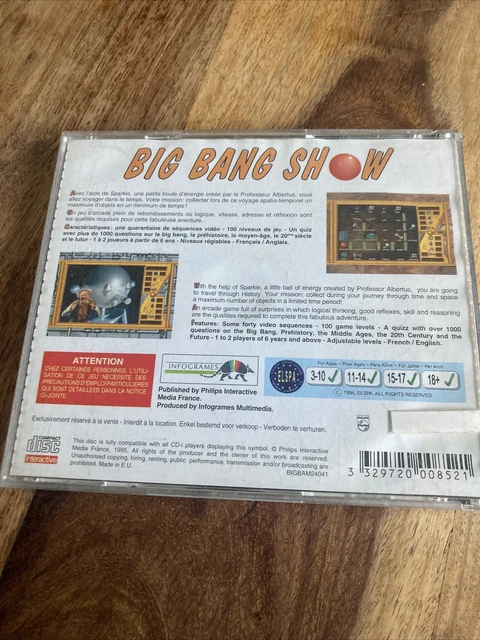 BIG BANG SHOW
Avec l'aide de Sparkie, une petite boule d'énergie créée par le Professeur Albertus, vous
allez voyager dans le temps. Votre mission: collecter lors de ce voyage spatio-temporel un
maximum d'objets en un minimum de temps!
Un jeu d'arcade plein de rebondissements où logique, vitesse, adresse et réflexion sont
les qualités requises pour cette fabuleuse aventure.
Caractéristiques: une quarantaine de séquences vidéo - 100 niveaux de jeu - Un quiz
avec plus de 1000 questions sur le big bang, la préhistoire, le moyen-âge, le 20ème siècle
et le futur - 1 à 2 joueurs à partir de 6 ans - Niveaux réglables - Français / Anglais.
With the help of Sparkie, a little ball of energy created by Professor Albertus, you are going
to travel through History. Your mission: collect during your journey through time and space
a maximum number of objects in a limited time period!
An arcade game full of surprises in which logical thinking, good reflexes, skill and reasoning
are the qualities required to complete this fabulous adventure.
Features: Some forty video sequences - 100 game levels - A quizz with over 1000
questions on the Big Bang, Prehistory, the Middle Ages, the 20th Century and the
Future - 1 to 2 players of 6 years and above - Adjustable levels - French / English.
ATTENTION
CHEZ CERTAINES PERSONNES, L'UTILI-
SATION DE CE JEU NECESSITE DES
PRECAUTIONS D'EMPLOI PARTICULIERES
QUI SONT DETAILLEES DANS LA NOTICE
CI-JOINTE.
INFOGRAMES
Published by Philips Interactive
Media France.
Produced by Infogrames Multimedia.
ELSPA
For Ages - Pour Ages - Para Años - Für Jahre - Per Anni
3-10 11-14 15-17 18+
© 1994, ELSPA. ALL RIGHTS RESERVED
PHILIPS
Exclusivement réservé à la vente - Interdit à la location. Enkel bestemd voor verkoop - Verboden te verhuren.
COMPACT
disc
Interactive
This disc is fully compatible with all CD-i players displaying this symbol. © Philips Interactive
Media France, 1995. All rights of the producer and the owner of this work are reserved.
Unauthorised copying, hiring, renting, public performance, transmission and/or broadcasting are
prohibited. Made in E.U.
BIGBAM24041
3 329720 008521